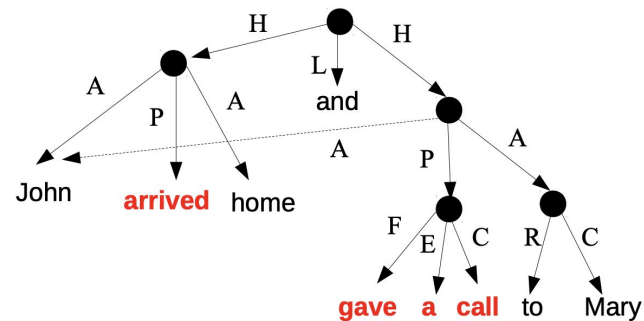 H H
L
A P A and
A
P A
John arrived home
F E C R C
gave a call to Mary